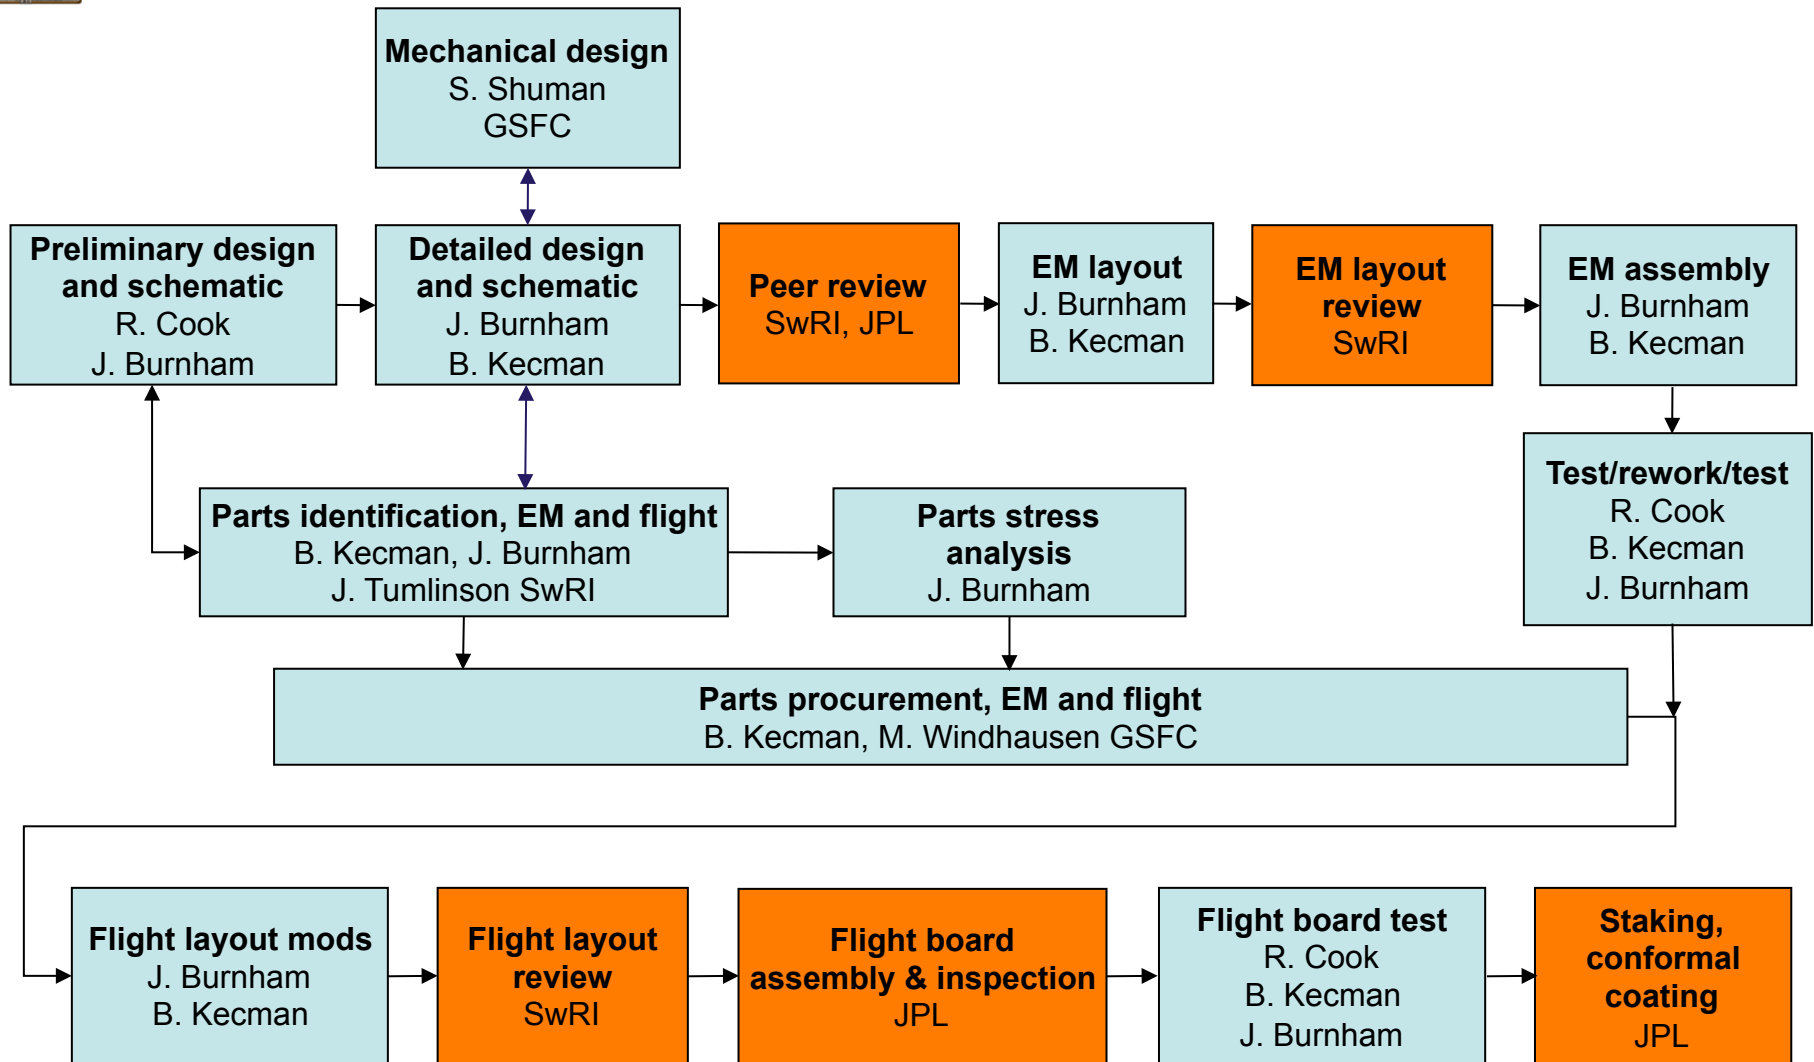 Mechanical design
S. Shuman
GSFC
Preliminary design
and schematic
R. Cook
J. Burnham
Detailed design
and schematic
J. Burnham
B. Kecman
Peer review
SwRI, JPL
EM layout
J. Burnham
B. Kecman
EM layout
review
SwRI
EM assembly
J. Burnham
B. Kecman
Test/rework/test
R. Cook
B. Kecman
J. Burnham
Parts identification, EM and flight
B. Kecman, J. Burnham
J. Tumlinson SwRI
Parts stress
analysis
J. Burnham
Parts procurement, EM and flight
B. Kecman, M. Windhausen GSFC
Flight layout mods
J. Burnham
B. Kecman
Flight layout
review
SwRI
Flight board
assembly & inspection
JPL
Flight board test
R. Cook
B. Kecman
J. Burnham
Staking,
conformal
coating
JPL